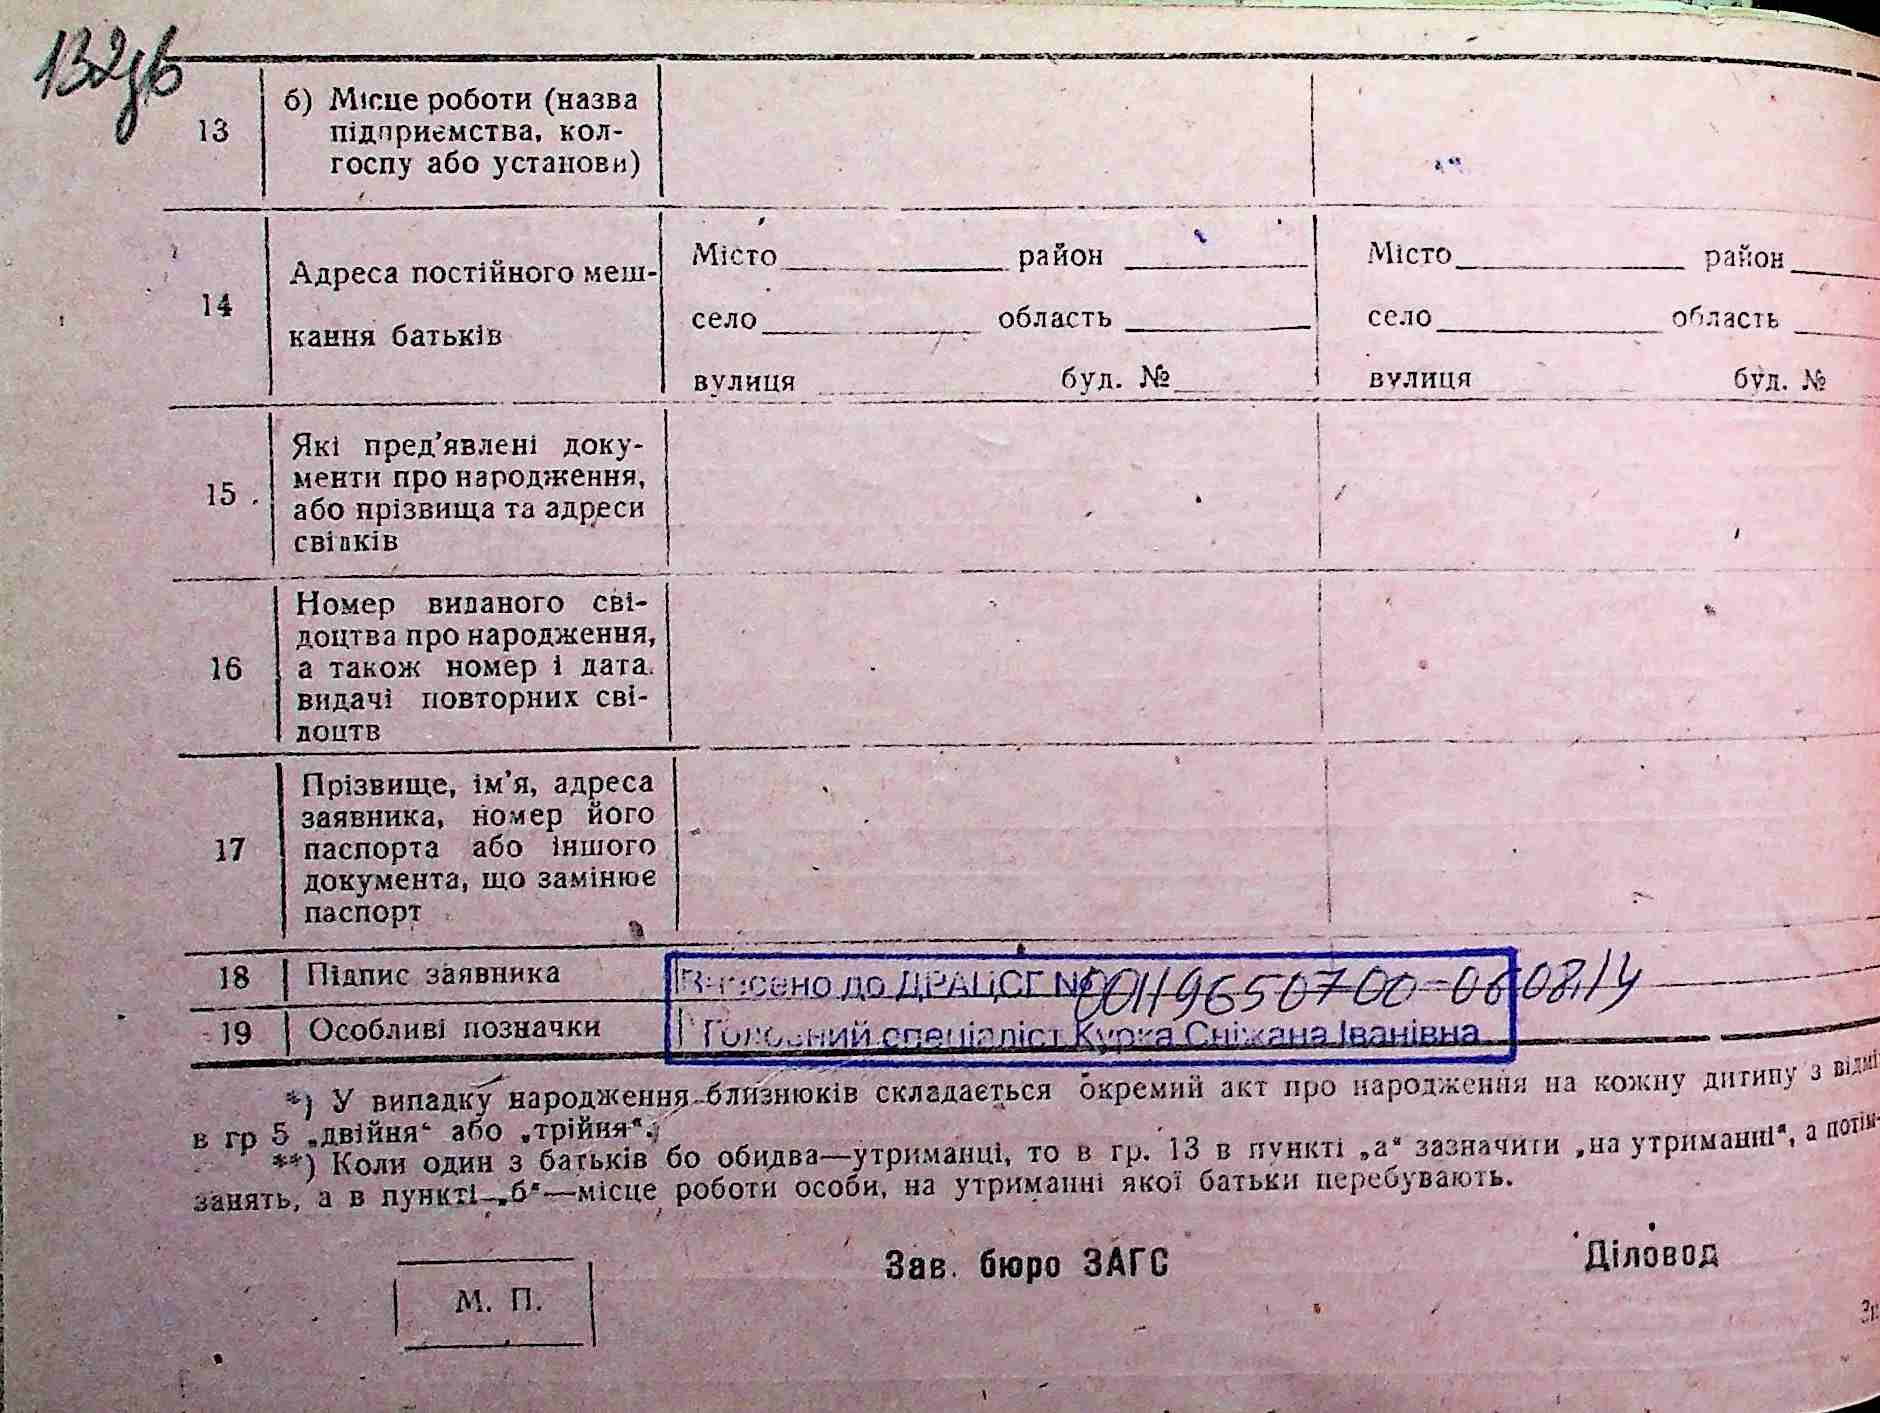 132зв
13
б) Місце роботи (назва
підприємства, кол-
госпу або установи)
14
Адреса постійного меш-
кання батьків
Місто район
село область
вулиця буд. №
Місто район
село область
вулиця буд. №
15
Які пред’явлені доку-
менти про народження,
або прізвища та адреси
свідків
16
Номер виданого сві-
доцтва про народження,
а також номер і дата
видачі повторних сві-
доцтв
17
Прізвище, ім’я, адреса
заявника, номер його
паспорта або іншого
документа, що замінює
паспорт
18 Підпис заявника
Внесено до ДРАЦСГ № 00119650700-06.08.14
19 Особливі позначки
Головний спеціаліст Курка Сніжана Іванівна
*) У випадку народження близнюків складається окремий акт про народження на кожну дитину з відмі
в гр 5 „двійня“ або „трійня“.
**) Коли один з батьків бо обидва—утриманці, то в гр. 13 в пункті „а“ зазначити „на утриманні“, а потім
занять, а в пункті „б“—місце роботи особи, на утриманні якої батьки перебувають.
Зав. бюро ЗАГС
Діловод
М. П.